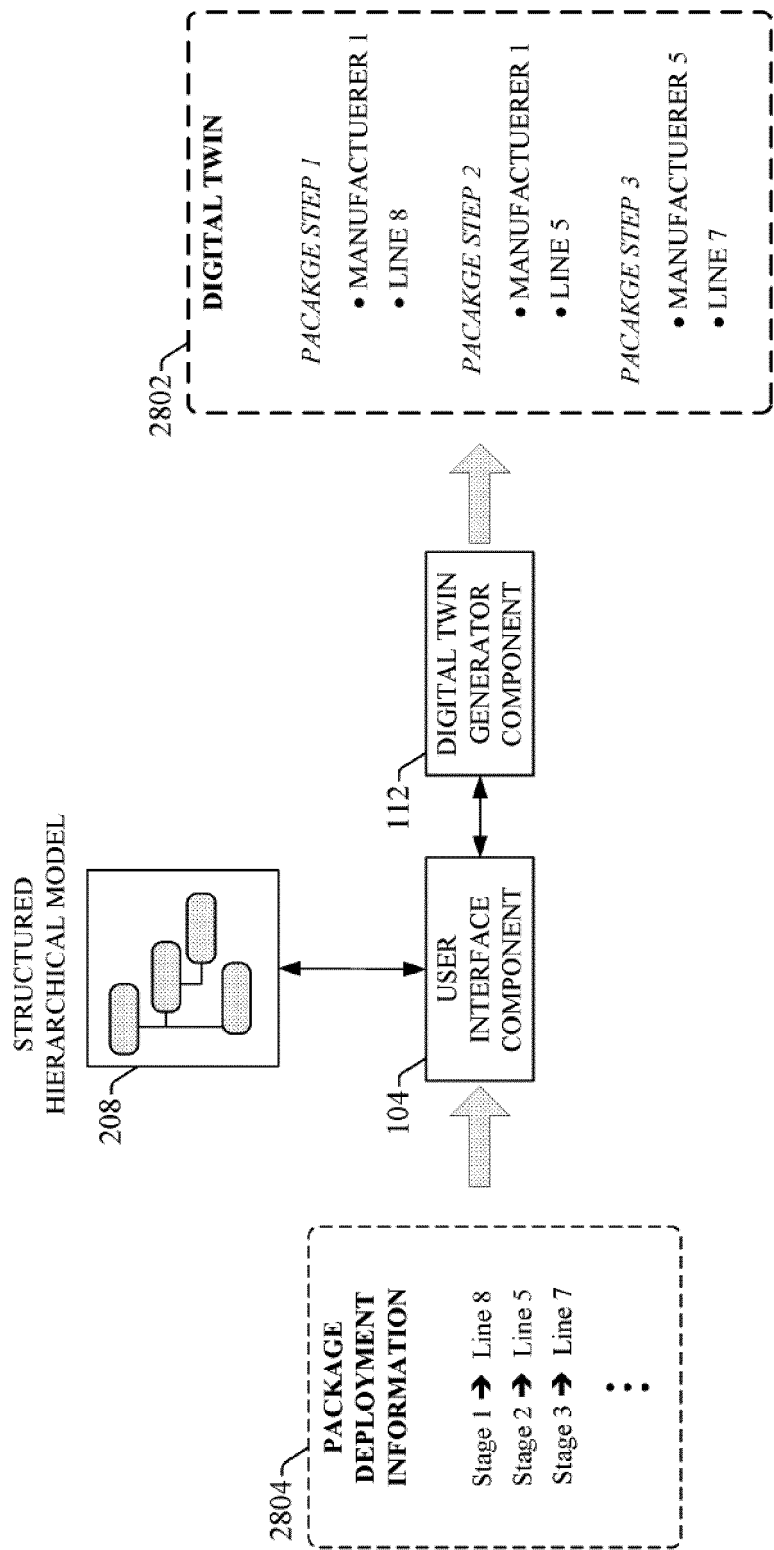 STRUCTURED
HIERARCHICAL MODEL
208
2804
PACKAGE
DEPLOYMENT
INFORMATION
Stage 1 ➔ Line 8
Stage 2 ➔ Line 5
Stage 3 ➔ Line 7
104
USER
INTERFACE
COMPONENT
112
DIGITAL TWIN
GENERATOR
COMPONENT
2802
DIGITAL TWIN
PACAKGE STEP 1
• MANUFACTUERER 1
• LINE 8
PACAKGE STEP 2
• MANUFACTUERER 1
• LINE 5
PACAKGE STEP 3
• MANUFACTUERER 5
• LINE 7